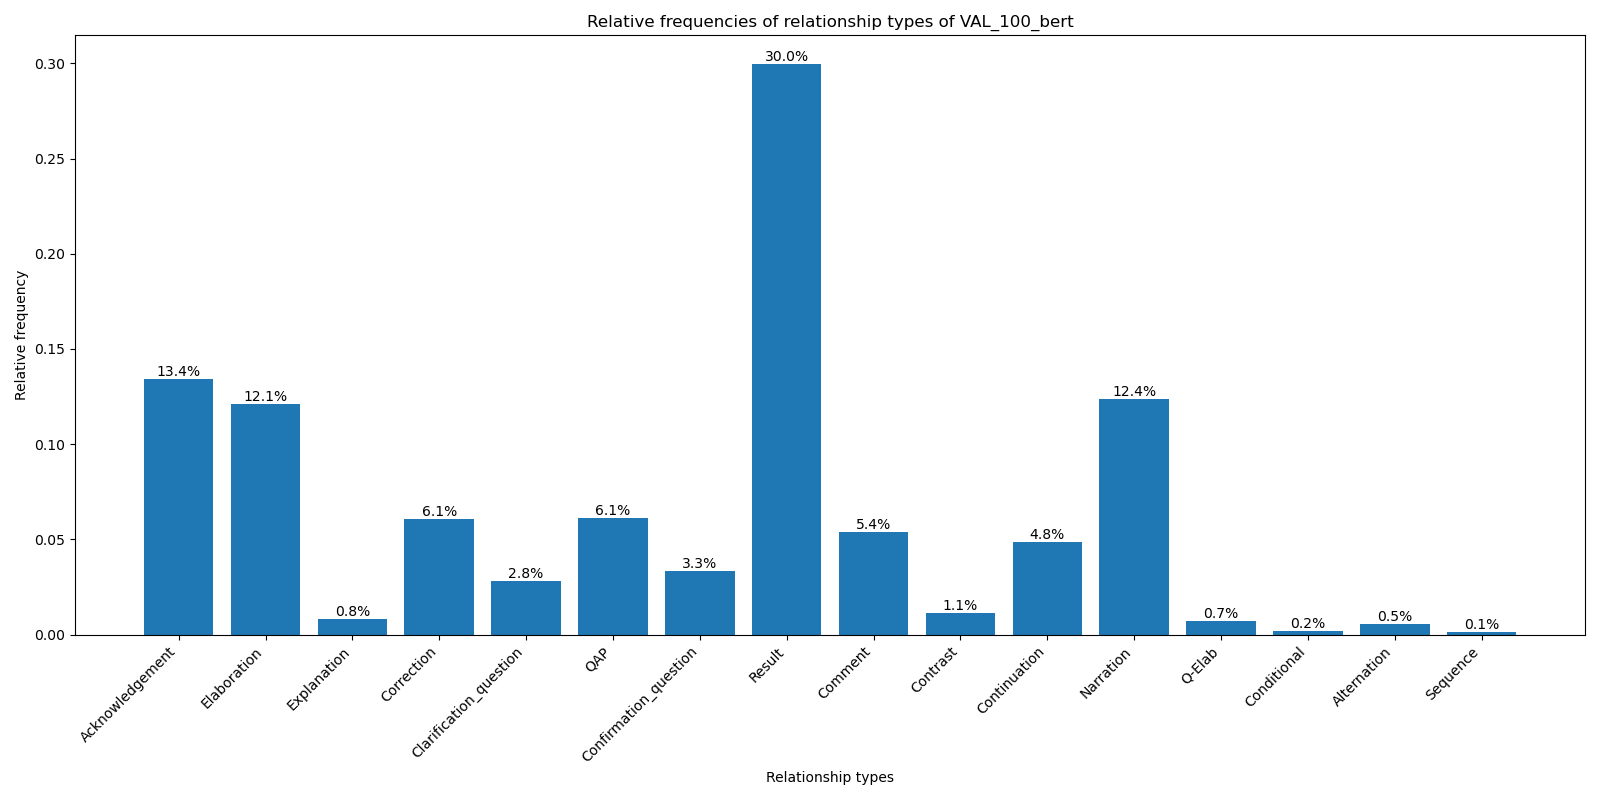 Relative frequencies of relationship types of VAL_100_bert
Relative frequency
0.30
0.25
0.20
0.15
0.10
0.05
0.00
13.4%
12.1%
0.8%
6.1%
2.8%
6.1%
3.3%
30.0%
5.4%
1.1%
4.8%
12.4%
0.7%
0.2%
0.5%
0.1%
Acknowledgement
Elaboration
Explanation
Correction
Clarification_question
QAP
Confirmation_question
Result
Comment
Contrast
Continuation
Narration
Q-Elab
Conditional
Alternation
Sequence
Relationship types